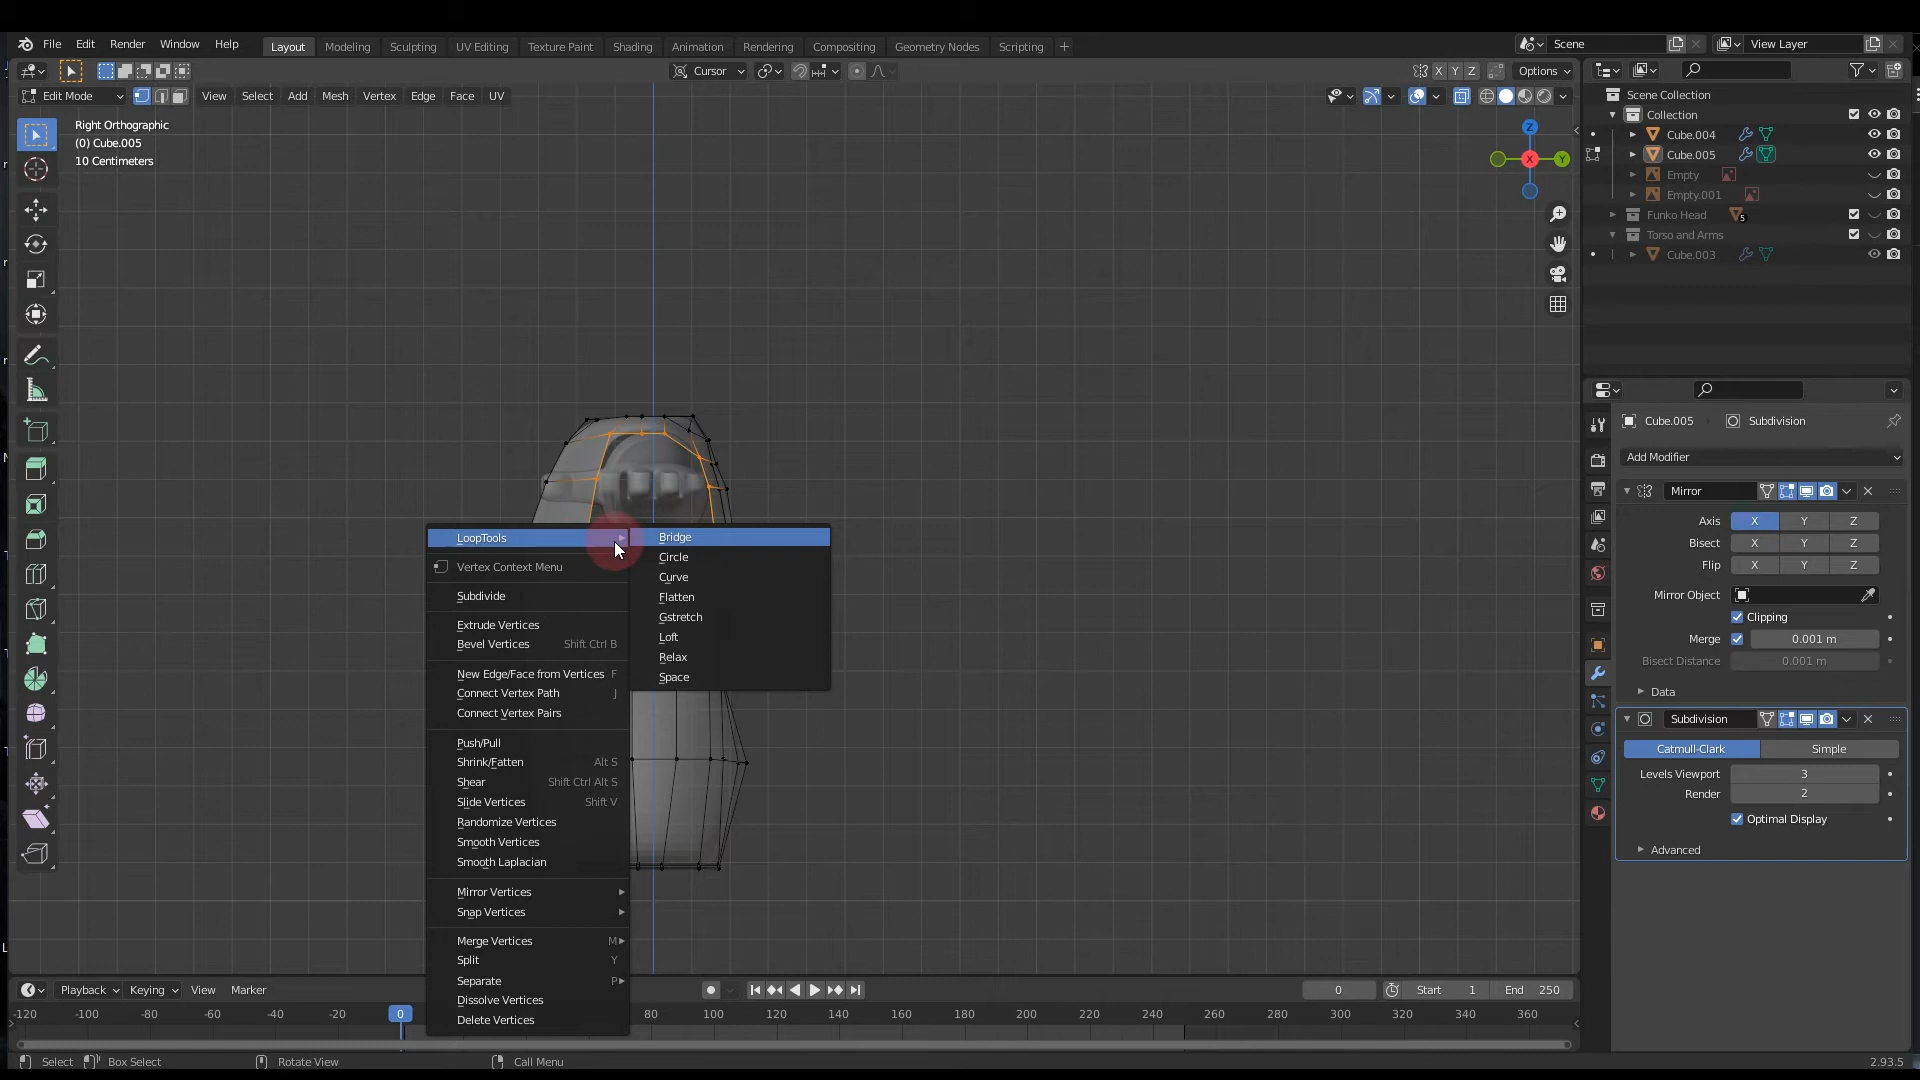 File Edit Render Window Help Layout Modeling Sculpting UV Editing Texture Paint Shading Animation Rendering Compositing Geometry Nodes Scripting + Scene View Layer
Cursor X Y Z Options
Edit Mode View Select Add Mesh Vertex Edge Face UV
Right Orthographic
(0) Cube.005
10 Centimeters
Z
X
Y
Scene Collection
Collection
Cube.004
Cube.005
Empty
Empty.001
Funko Head 5
Torso and Arms
Cube.003
Cube.005 Subdivision
Add Modifier
Mirror
Axis X Y Z
Bisect X Y Z
Flip X Y Z
Mirror Object
Clipping
Merge 0.001 m
Bisect Distance 0.001 m
Data
Subdivision
Catmull-Clark Simple
Levels Viewport 3
Render 2
Optimal Display
Advanced
LoopTools
Vertex Context Menu
Subdivide
Extrude Vertices
Bevel Vertices Shift Ctrl B
New Edge/Face from Vertices F
Connect Vertex Path J
Connect Vertex Pairs
Push/Pull
Shrink/Fatten Alt S
Shear Shift Ctrl Alt S
Slide Vertices Shift V
Randomize Vertices
Smooth Vertices
Smooth Laplacian
Mirror Vertices
Snap Vertices
Merge Vertices M
Split Y
Separate P
Dissolve Vertices
Delete Vertices
Bridge
Circle
Curve
Flatten
Gstretch
Loft
Relax
Space
Playback Keying View Marker 0 Start 1 End 250
-120 -100 -80 -60 -40 -20 0 80 100 120 140 160 180 200 220 240 260 280 300 320 340 360
Select Box Select Rotate View Call Menu 2.93.5